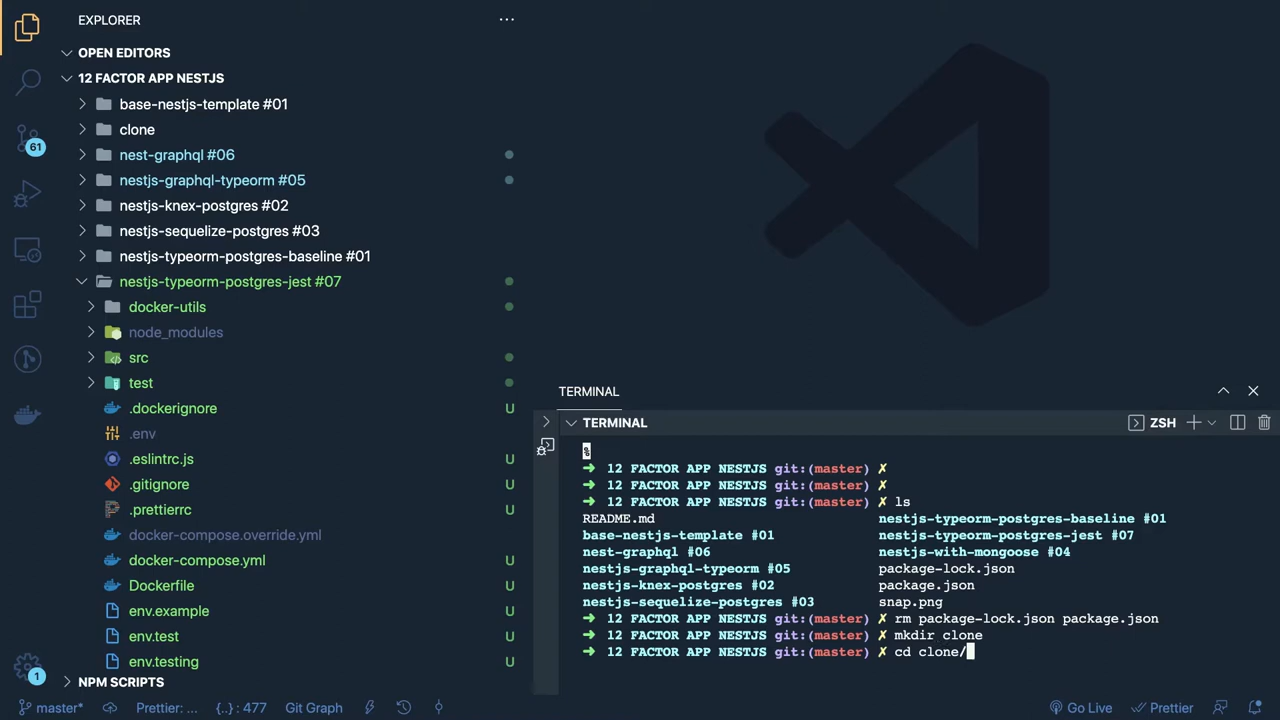 EXPLORER
OPEN EDITORS
12 FACTOR APP NESTJS
base-nestjs-template #01
clone
61
nest-graphql #06
nestjs-graphql-typeorm #05
nestjs-knex-postgres #02
nestjs-sequelize-postgres #03
nestjs-typeorm-postgres-baseline #01
nestjs-typeorm-postgres-jest #07
docker-utils
node_modules
src
test
.dockerignore U
.env
.eslintrc.js U
.gitignore U
.prettierrc U
docker-compose.override.yml
docker-compose.yml U
Dockerfile U
env.example U
env.test U
env.testing U
1
NPM SCRIPTS
TERMINAL
TERMINAL
ZSH
%
➜ 12 FACTOR APP NESTJS git:(master) ✗
➜ 12 FACTOR APP NESTJS git:(master) ✗
➜ 12 FACTOR APP NESTJS git:(master) ✗ ls
README.md nestjs-typeorm-postgres-baseline #01
base-nestjs-template #01 nestjs-typeorm-postgres-jest #07
nest-graphql #06 nestjs-with-mongoose #04
nestjs-graphql-typeorm #05 package-lock.json
nestjs-knex-postgres #02 package.json
nestjs-sequelize-postgres #03 snap.png
➜ 12 FACTOR APP NESTJS git:(master) ✗ rm package-lock.json package.json
➜ 12 FACTOR APP NESTJS git:(master) ✗ mkdir clone
➜ 12 FACTOR APP NESTJS git:(master) ✗ cd clone/
master* Prettier: ... {..} : 477 Git Graph Go Live Prettier